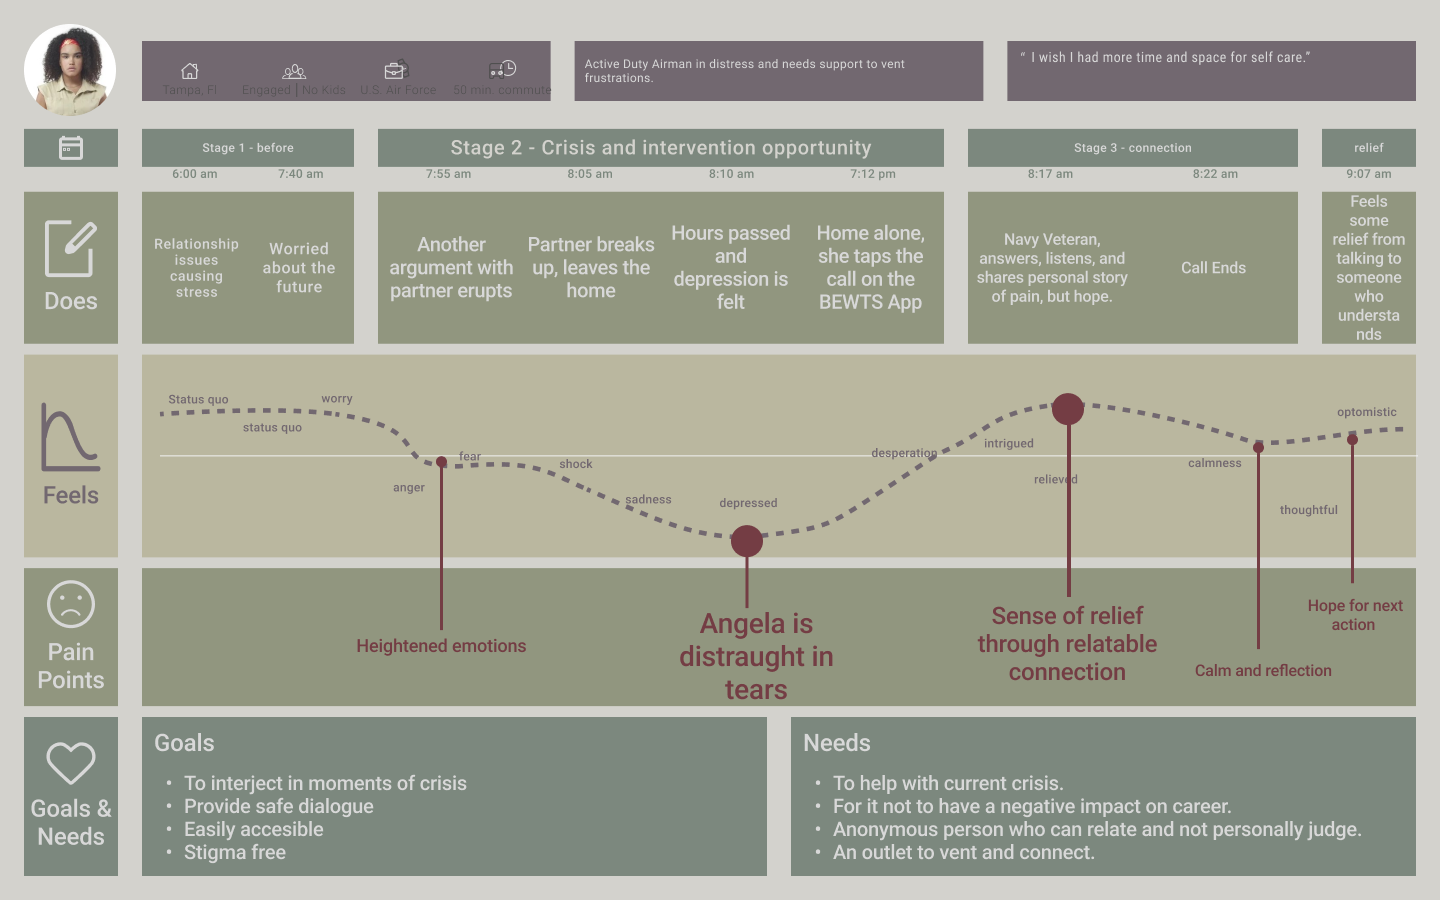 Tampa, Fl
Engaged | No Kids
U.S. Air Force
50 min. commute
Active Duty Airman in distress and needs support to vent
frustrations.
“ I wish I had more time and space for self care.”
Stage 1 - before
Stage 2 - Crisis and intervention opportunity
Stage 3 - connection
relief
6:00 am
7:40 am
7:55 am
8:05 am
8:10 am
7:12 pm
8:17 am
8:22 am
9:07 am
Does
Relationship
issues
causing
stress
Worried
about the
future
Another
argument with
partner erupts
Partner breaks
up, leaves the
home
Hours passed
and
depression is
felt
Home alone,
she taps the
call on the
BEWTS App
Navy Veteran,
answers, listens, and
shares personal story
of pain, but hope.
Call Ends
Feels
some
relief from
talking to
someone
who
understa
nds
Feels
Status quo
status quo
worry
anger
fear
shock
sadness
depressed
desperation
intrigued
relieved
calmness
thoughtful
optomistic
Pain
Points
Heightened emotions
Angela is
distraught in
tears
Sense of relief
through relatable
connection
Calm and reflection
Hope for next
action
Goals &
Needs
Goals
• To interject in moments of crisis
• Provide safe dialogue
• Easily accesible
• Stigma free
Needs
• To help with current crisis.
• For it not to have a negative impact on career.
• Anonymous person who can relate and not personally judge.
• An outlet to vent and connect.